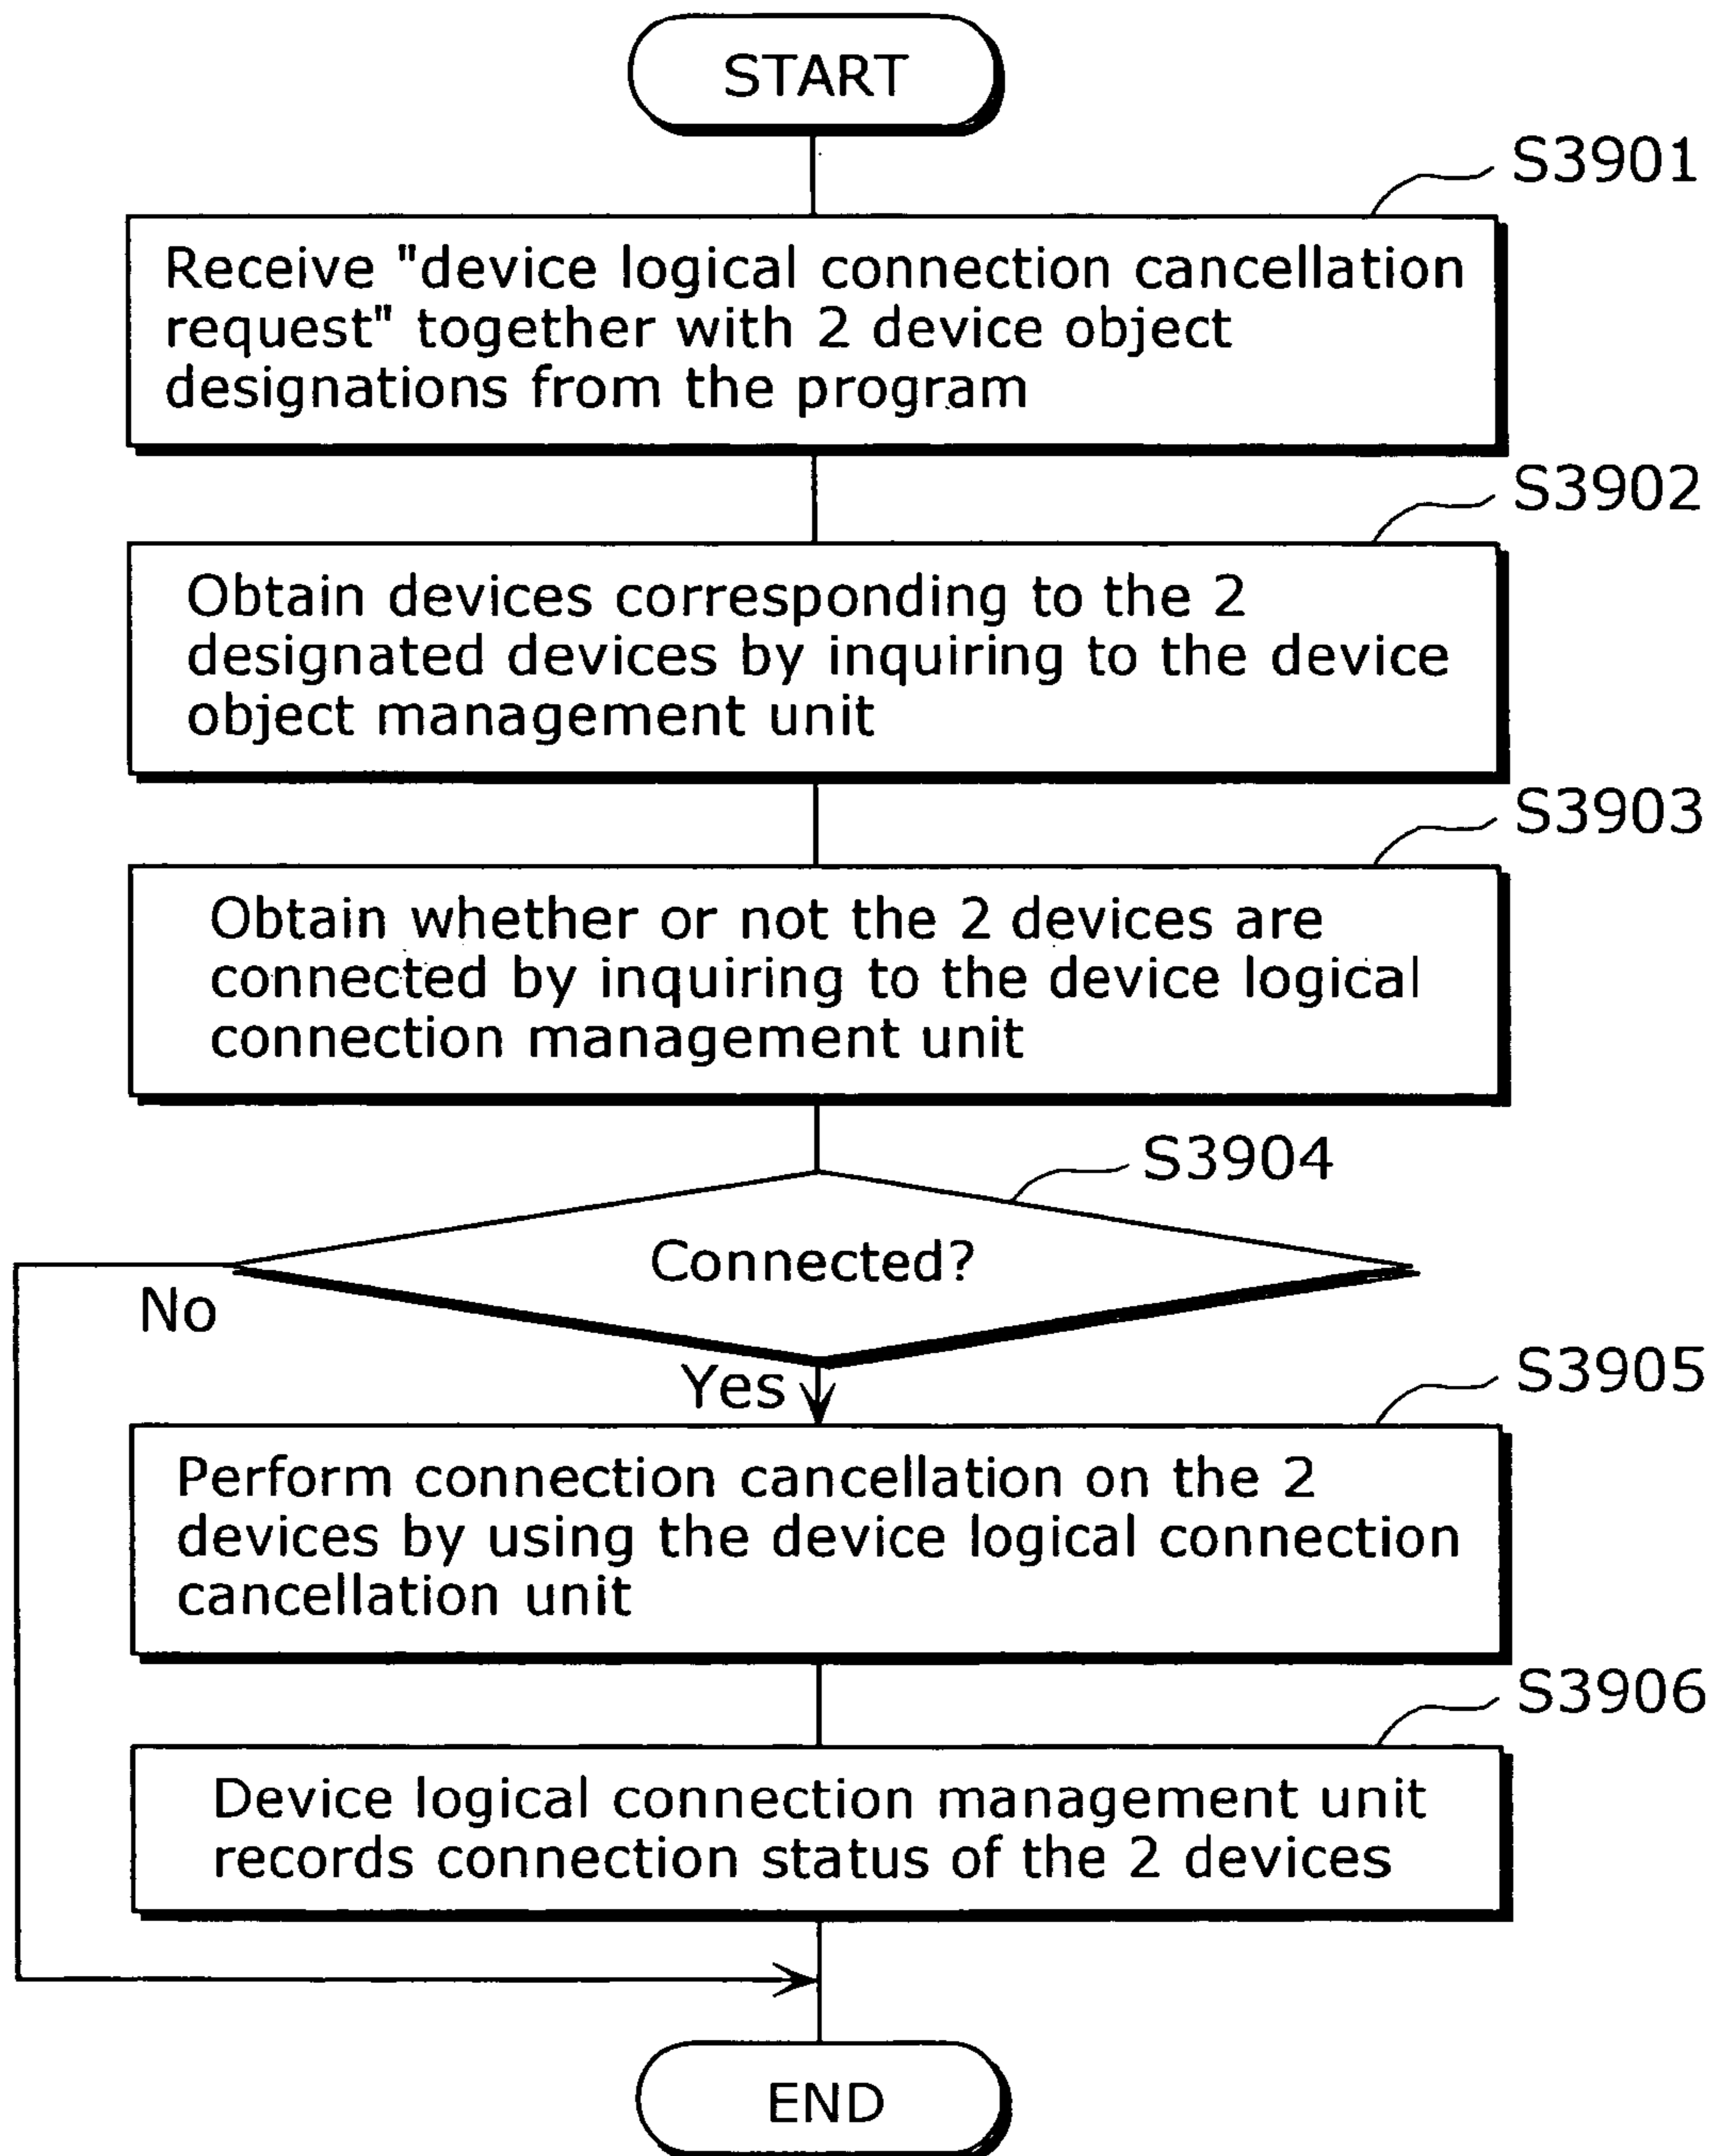 START
S3901
Receive "device logical connection cancellation
request" together with 2 device object
designations from the program
S3902
Obtain devices corresponding to the 2
designated devices by inquiring to the device
object management unit
S3903
Obtain whether or not the 2 devices are
connected by inquiring to the device logical
connection management unit
S3904
Connected?
No
Yes
S3905
Perform connection cancellation on the 2
devices by using the device logical connection
cancellation unit
S3906
Device logical connection management unit
records connection status of the 2 devices
END